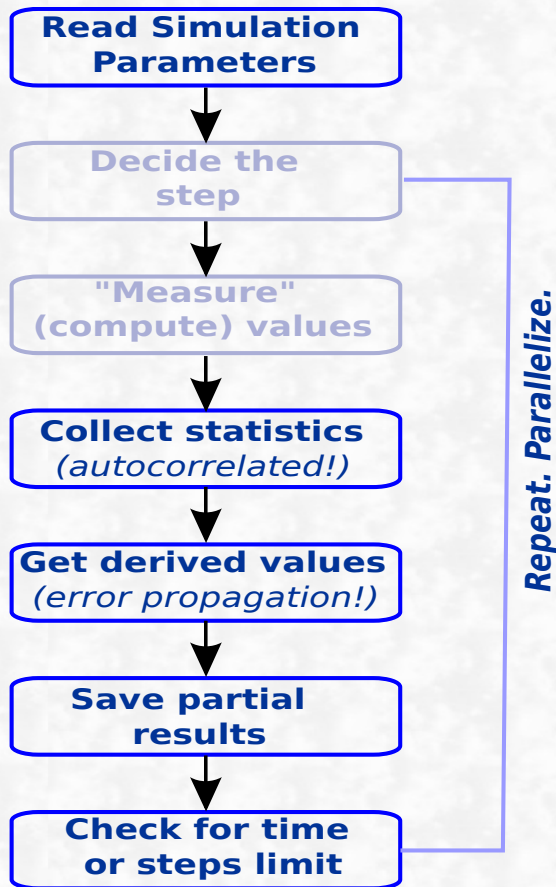 Read Simulation
Parameters
Decide the
step
"Measure"
(compute) values
Collect statistics
(autocorrelated!)
Get derived values
(error propagation!)
Save partial
results
Check for time
or steps limit
Repeat. Parallelize.